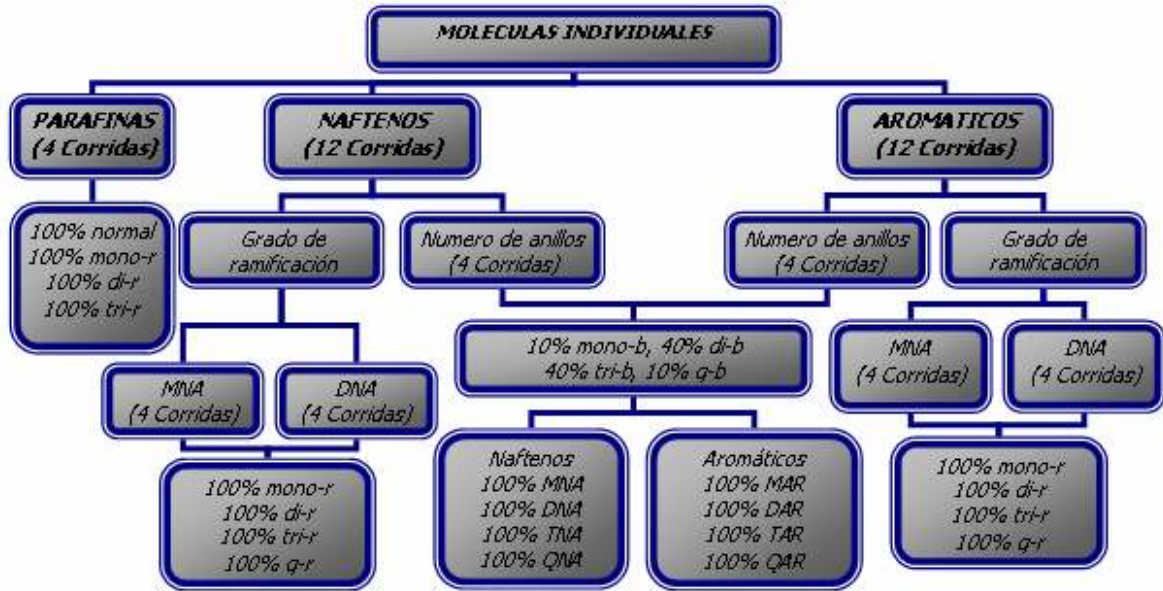 MOLECULAS INDIVIDUALES
PARAFINAS
(4 Corridas)
NAFTENOS
(12 Corridas)
AROMATICOS
(12 Corridas)
100% normal
100% mono-r
100% di-r
100% tri-r
Grado de
ramificación
Numero de anillos
(4 Corridas)
Numero de anillos
(4 Corridas)
Grado de
ramificación
MNA
(4 Corridas)
DNA
(4 Corridas)
10% mono-b, 40% di-b
40% tri-b, 10% q-b
MNA
(4 Corridas)
DNA
(4 Corridas)
100% mono-r
100% di-r
100% tri-r
100% q-r
Naftenos
100% MNA
100% DNA
100% TNA
100% QNA
Aromáticos
100% MAR
100% DAR
100% TAR
100% QAR
100% mono-r
100% di-r
100% tri-r
100% q-r